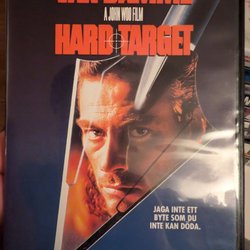 A JOHN WOO FILM
HARD TARGET
JAGA INTE ETT
BYTE SOM DU
INTE KAN DÖDA.